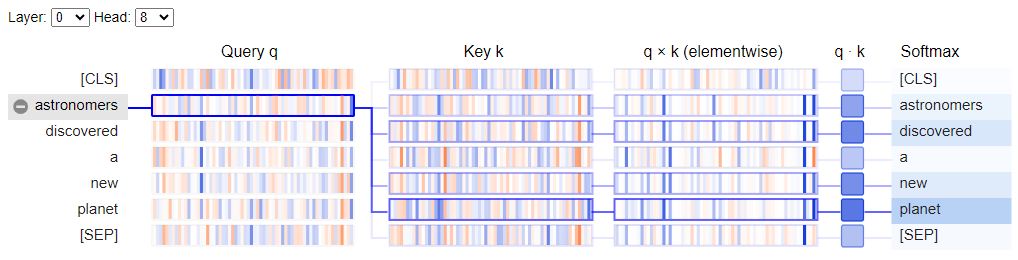 Layer: 0 Head: 8
Query q Key k q × k (elementwise) q · k Softmax
[CLS] [CLS]
astronomers astronomers
discovered discovered
a a
new new
planet planet
[SEP] [SEP]